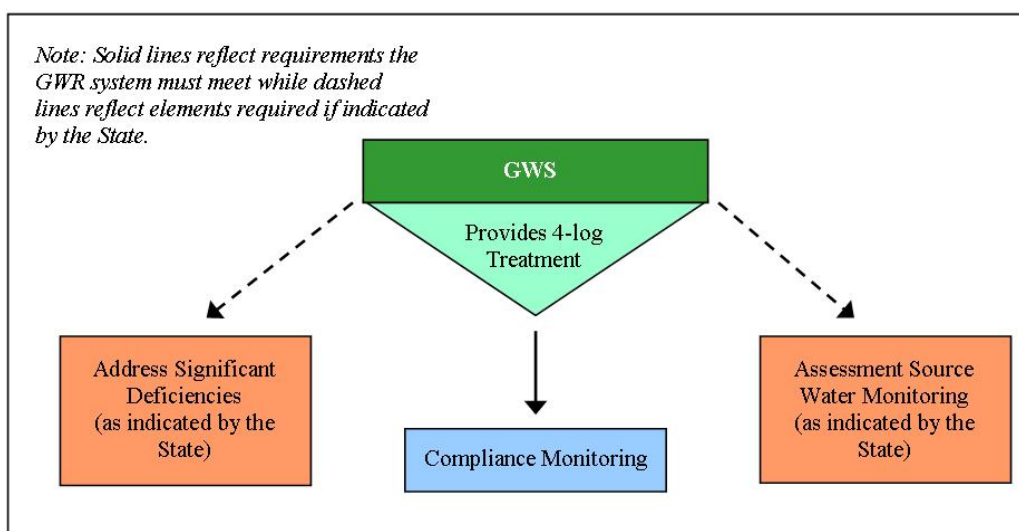 Note: Solid lines reflect requirements the
GWR system must meet while dashed
lines reflect elements required if indicated
by the State.
GWS
Provides 4-log
Treatment
Address Significant
Deficiencies
(as indicated by the
State)
Compliance Monitoring
Assessment Source
Water Monitoring
(as indicated by the
State)